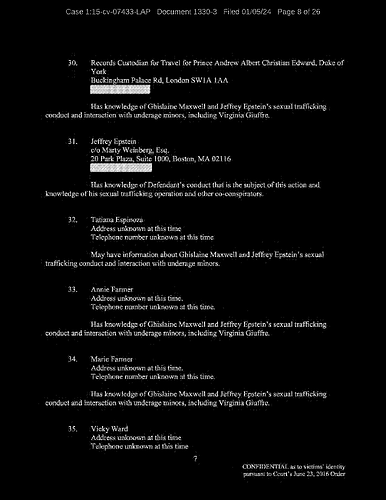 Case 1:15-cv-07433-LAP   Document 1330-3   Filed 01/05/24   Page 8 of 26
30. Records Custodian for Travel for Prince Andrew Albert Christian Edward, Duke of
York
Buckingham Palace Rd, London SW1A 1AA
Has knowledge of Ghislaine Maxwell and Jeffrey Epstein's sexual trafficking
conduct and interaction with underage minors, including Virginia Giuffre.
31. Jeffrey Epstein
c/o Marty Weinberg, Esq.
20 Park Plaza, Suite 1000, Boston, MA 02116
Has knowledge of Defendant's conduct that is the subject of this action and
knowledge of his sexual trafficking operation and other co-conspirators.
32. Tatiana Espinoza
Address unknown at this time
Telephone number unknown at this time
May have information about Ghislaine Maxwell and Jeffrey Epstein's sexual
trafficking conduct and interaction with underage minors.
33. Annie Farmer
Address unknown at this time.
Telephone number unknown at this time.
Has knowledge of Ghislaine Maxwell and Jeffrey Epstein's sexual trafficking
conduct and interaction with underage minors, including Virginia Giuffre.
34. Marie Farmer
Address unknown at this time.
Telephone number unknown at this time.
Has knowledge of Ghislaine Maxwell and Jeffrey Epstein's sexual trafficking
conduct and interaction with underage minors, including Virginia Giuffre.
35. Vicky Ward
Address unknown at this time
Telephone number unknown at this time
7
CONFIDENTIAL as to victims' identity
pursuant to Court's June 23, 2016 Order